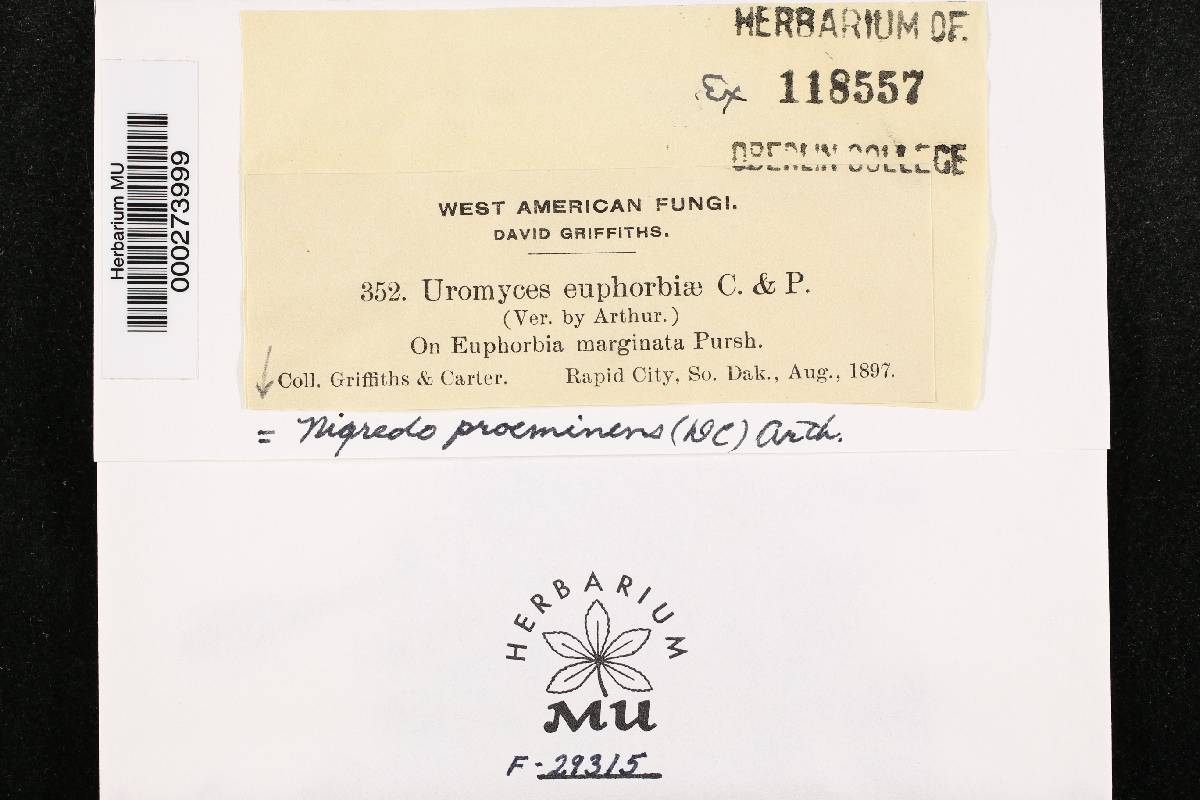 HERBARIUM OF.
Ex 118557
OBERLIN COLLEGE
Herbarium MU
000273999
WEST AMERICAN FUNGI.
DAVID GRIFFITHS.
352. Uromyces euphorbiæ C. & P.
(Ver. by Arthur.)
On Euphorbia marginata Pursh.
Coll. Griffiths & Carter. Rapid City, So. Dak., Aug., 1897.
= Nigredo proeminens (DC) Arth.
HERBARIUM
MU
F-29315